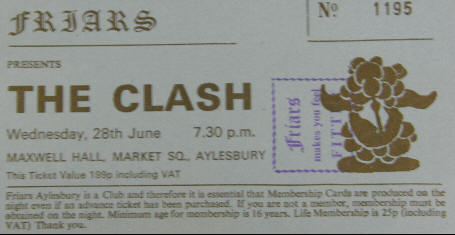 FRIARS
Nº 1195
PRESENTS
THE CLASH
Wednesday, 28th June 7.30 p.m.
MAXWELL HALL, MARKET SQ., AYLESBURY
This Ticket Value 199p including VAT
Friars
makes you feel
FITT
Friars Aylesbury is a Club and therefore it is essential that Membership Cards are produced on the
night even if an advance ticket has been purchased. If you are not a member, membership must be
obtained on the night. Minimum age for membership is 16 years. Life Membership is 25p (including
VAT) Thank you.